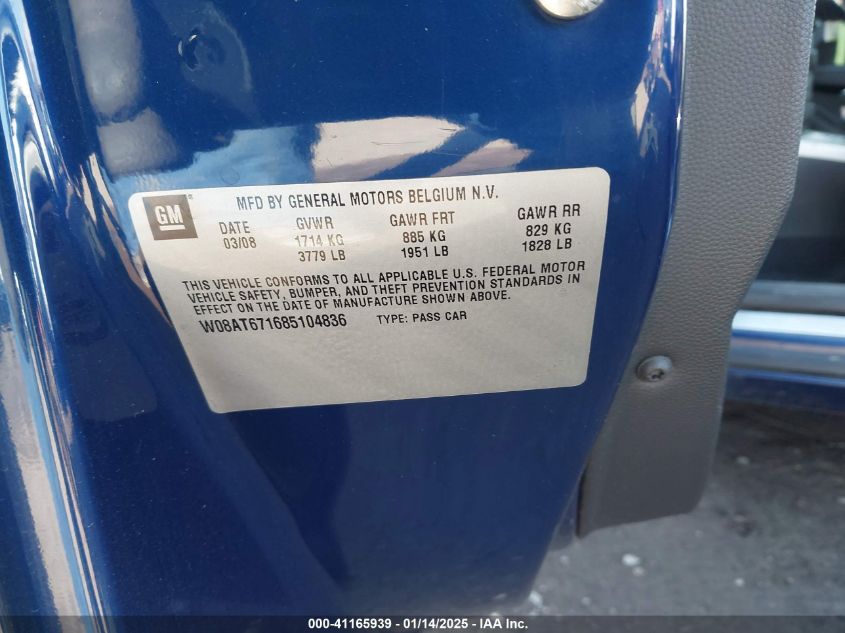 GM
MFD BY GENERAL MOTORS BELGIUM N.V.
DATE GVWR GAWR FRT GAWR RR
03/08 1714 KG 885 KG 829 KG
3779 LB 1951 LB 1828 LB
THIS VEHICLE CONFORMS TO ALL APPLICABLE U.S. FEDERAL MOTOR
VEHICLE SAFETY, BUMPER, AND THEFT PREVENTION STANDARDS IN
EFFECT ON THE DATE OF MANUFACTURE SHOWN ABOVE.
W08AT671685104836 TYPE: PASS CAR
000-41165939 - 01/14/2025 - IAA Inc.